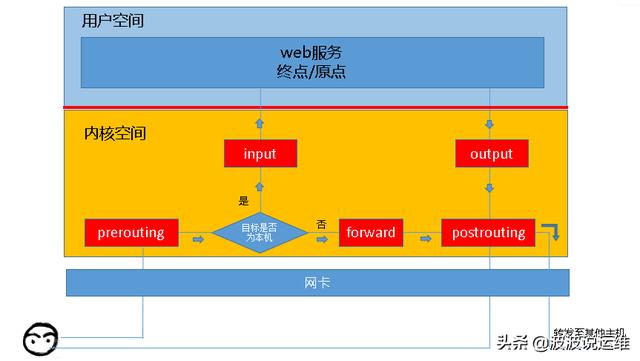 用户空间
web服务
终点/原点
内核空间
input
output
是
prerouting
目标是否
为本机
否
forward
postrouting
网卡
转发至其他主机
头条 @波波说运维